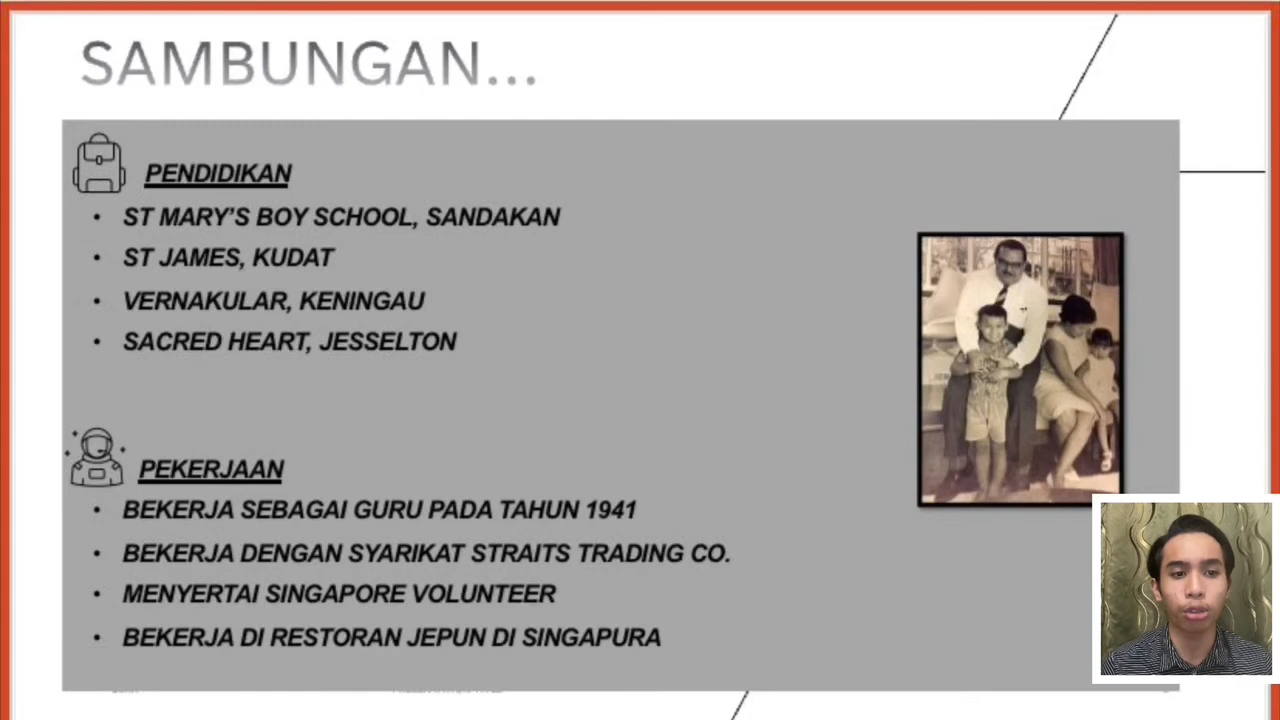 SAMBUNGAN...
PENDIDIKAN
• ST MARY'S BOY SCHOOL, SANDAKAN
• ST JAMES, KUDAT
• VERNAKULAR, KENINGAU
• SACRED HEART, JESSELTON
PEKERJAAN
• BEKERJA SEBAGAI GURU PADA TAHUN 1941
• BEKERJA DENGAN SYARIKAT STRAITS TRADING CO.
• MENYERTAI SINGAPORE VOLUNTEER
• BEKERJA DI RESTORAN JEPUN DI SINGAPURA